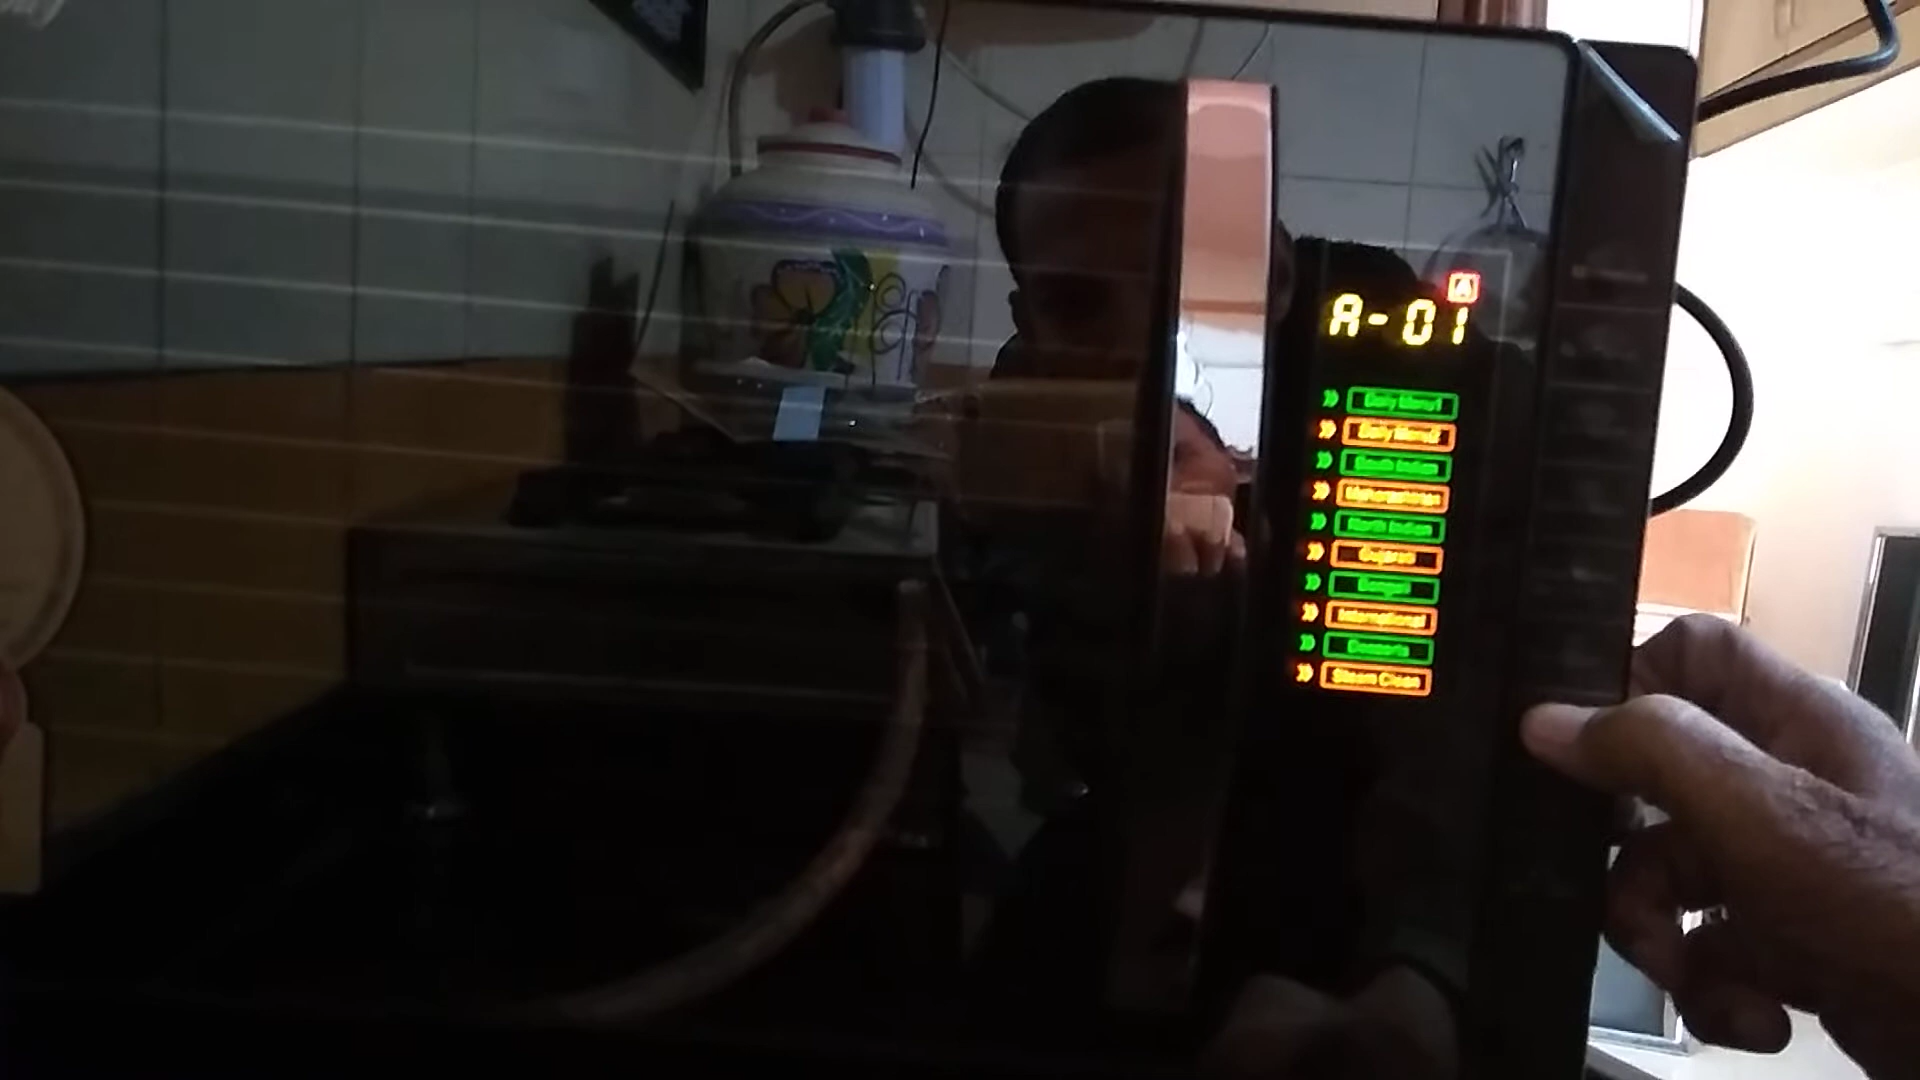 A
A-01
Daily Menu1
Daily Menu2
South Indian
Maharashtrian
North Indian
Gujarati
Bengali
International
Desserts
Steam Clean